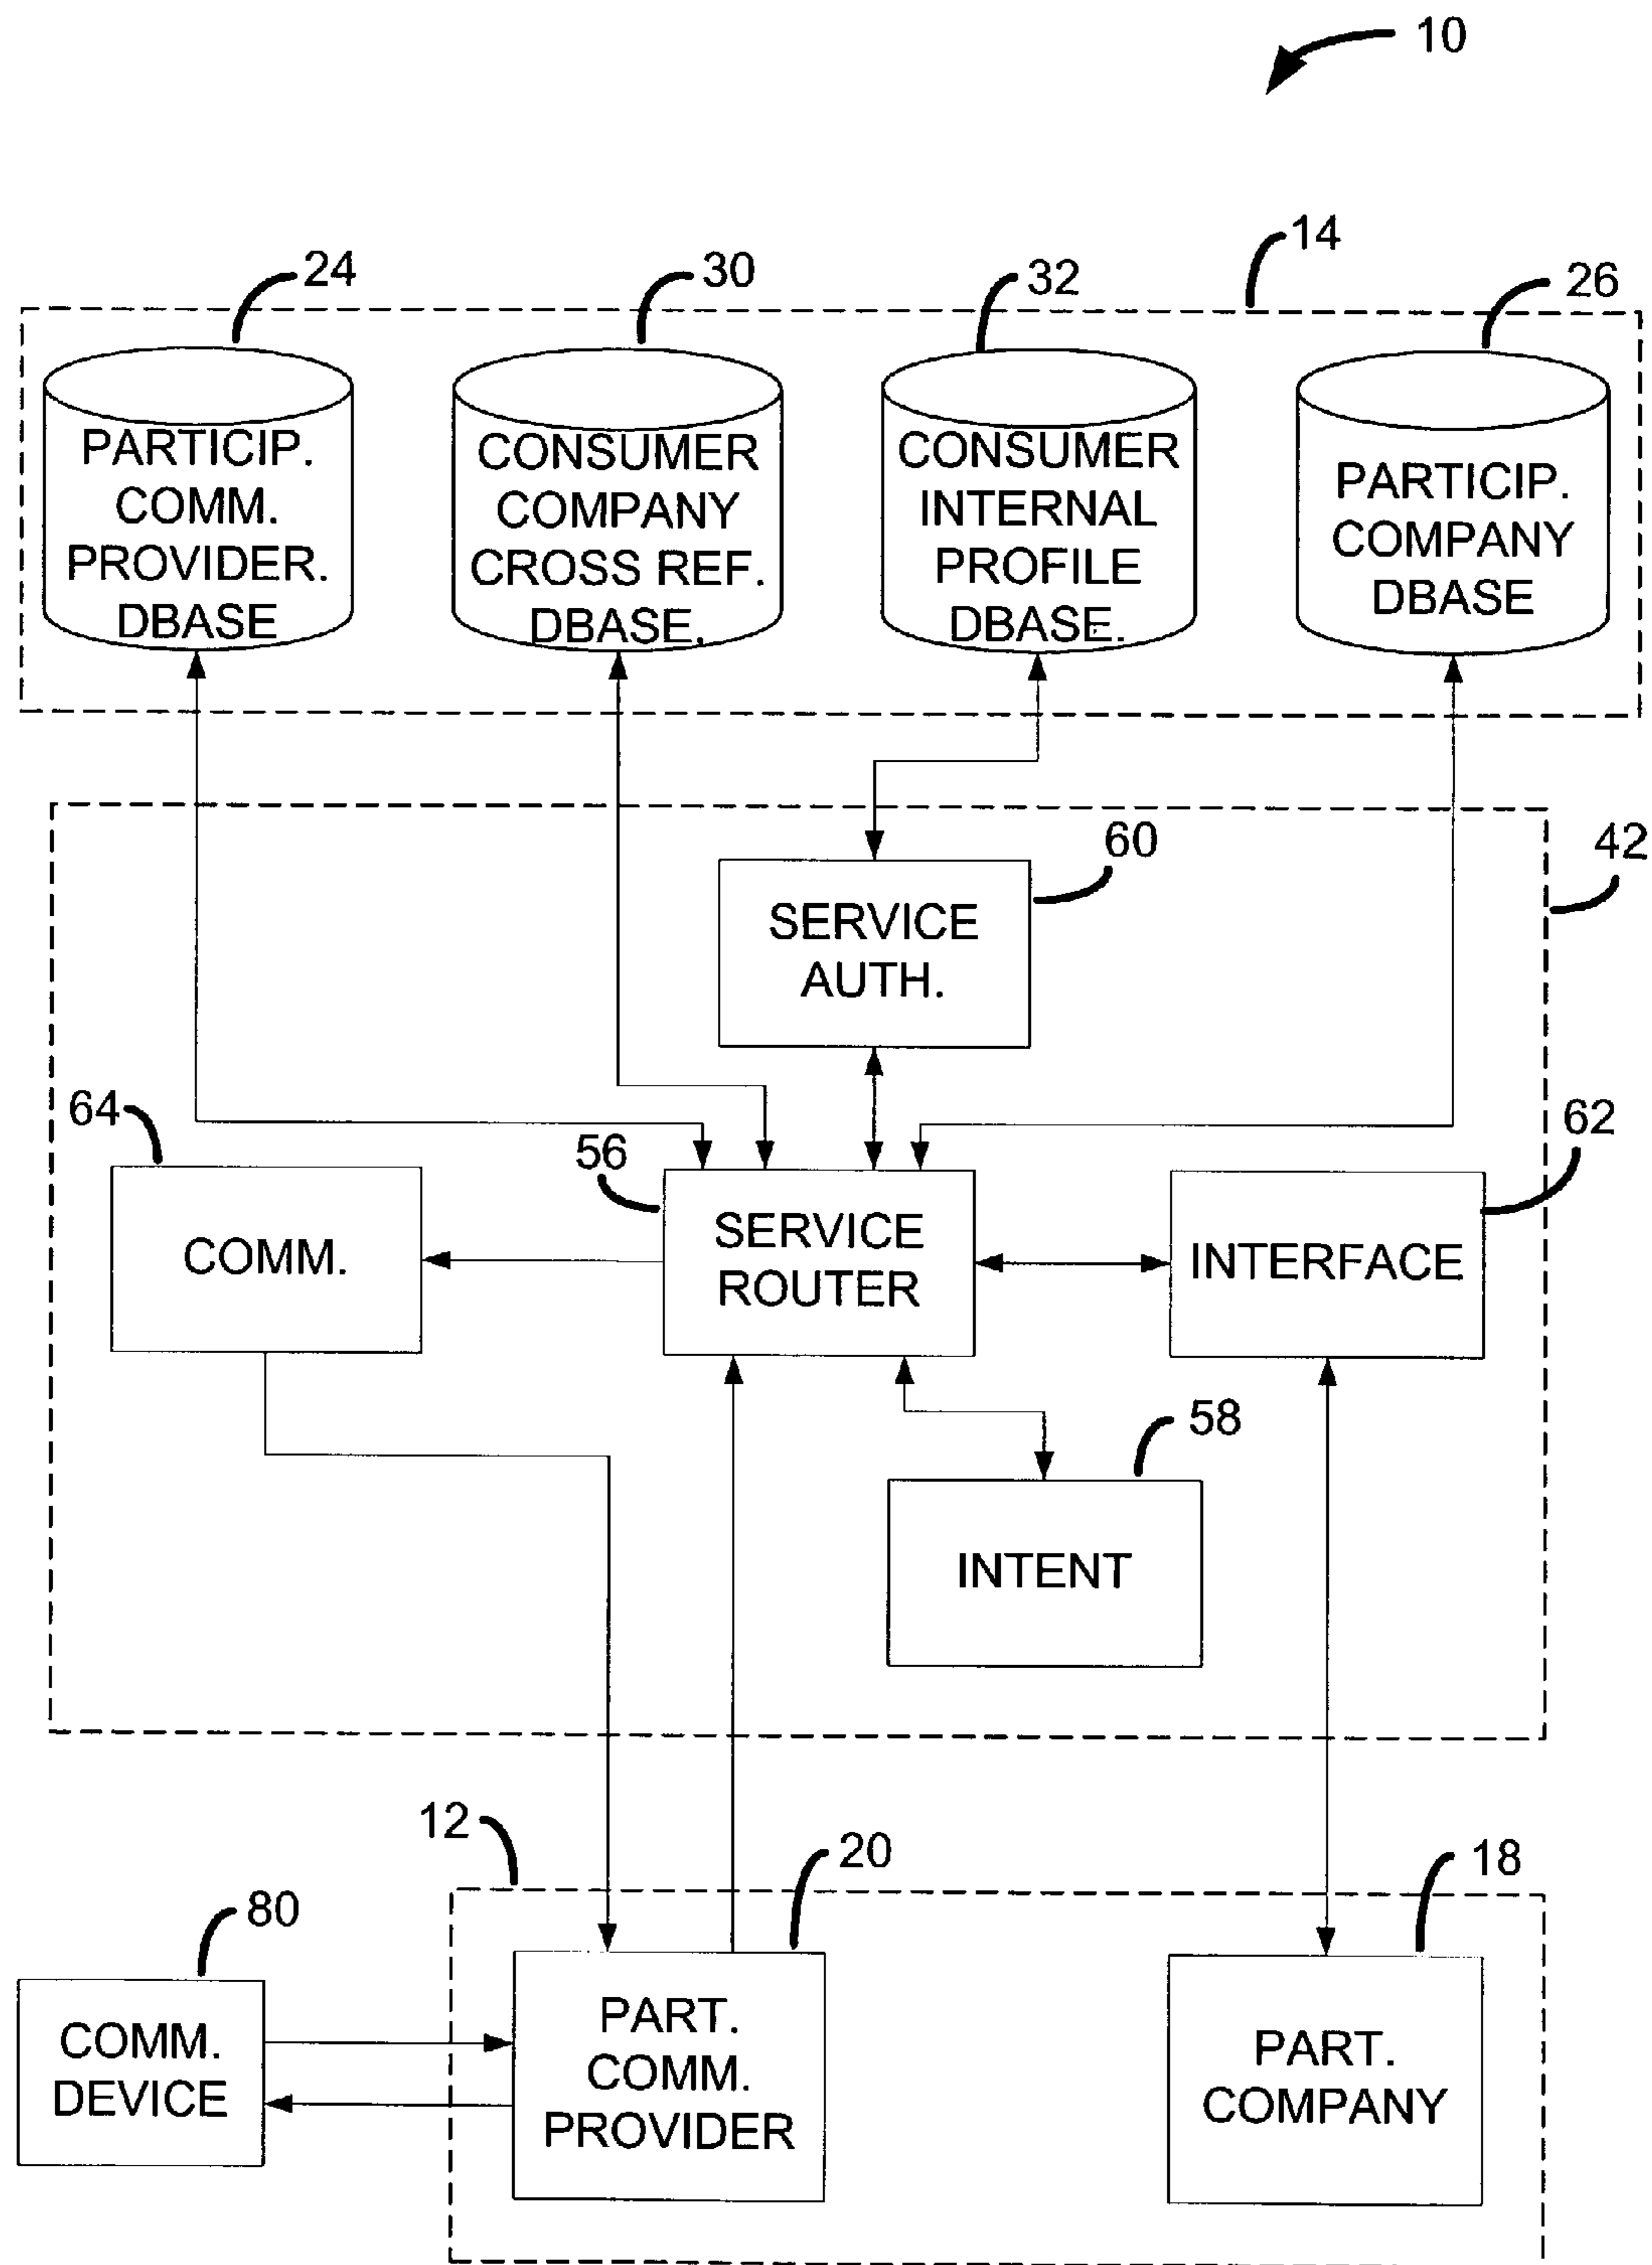 10
14
24
30
32
26
PARTICIP.
COMM.
PROVIDER.
DBASE
CONSUMER
COMPANY
CROSS REF.
DBASE.
CONSUMER
INTERNAL
PROFILE
DBASE.
PARTICIP.
COMPANY
DBASE
42
60
SERVICE
AUTH.
64
56
62
COMM.
SERVICE
ROUTER
INTERFACE
58
INTENT
12
20
18
80
COMM.
DEVICE
PART.
COMM.
PROVIDER
PART.
COMPANY